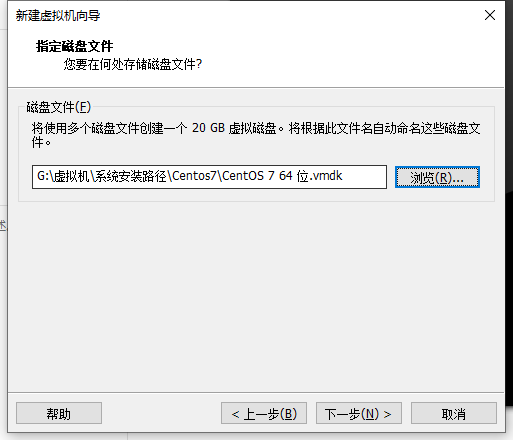 新建虚拟机向导
指定磁盘文件
您要在何处存储磁盘文件?
磁盘文件(F)
将使用多个磁盘文件创建一个 20 GB 虚拟磁盘。将根据此文件名自动命名这些磁盘文
件。
G:\虚拟机\系统安装路径\Centos7\CentOS 7 64 位.vmdk
浏览(R)...
述
帮助
< 上一步(B)
下一步(N) >
取消